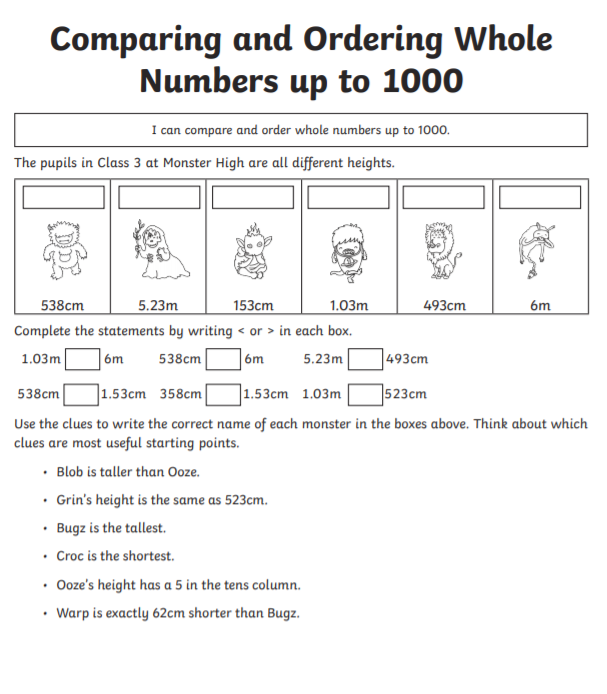 Comparing and Ordering Whole
Numbers up to 1000
I can compare and order whole numbers up to 1000.
The pupils in Class 3 at Monster High are all different heights.
538cm 5.23m 153cm 1.03m 493cm 6m
Complete the statements by writing < or > in each box.
1.03m 6m 538cm 6m 5.23m 493cm
538cm 1.53cm 358cm 1.53cm 1.03m 523cm
Use the clues to write the correct name of each monster in the boxes above. Think about which
clues are most useful starting points.
• Blob is taller than Ooze.
• Grin's height is the same as 523cm.
• Bugz is the tallest.
• Croc is the shortest.
• Ooze's height has a 5 in the tens column.
• Warp is exactly 62cm shorter than Bugz.